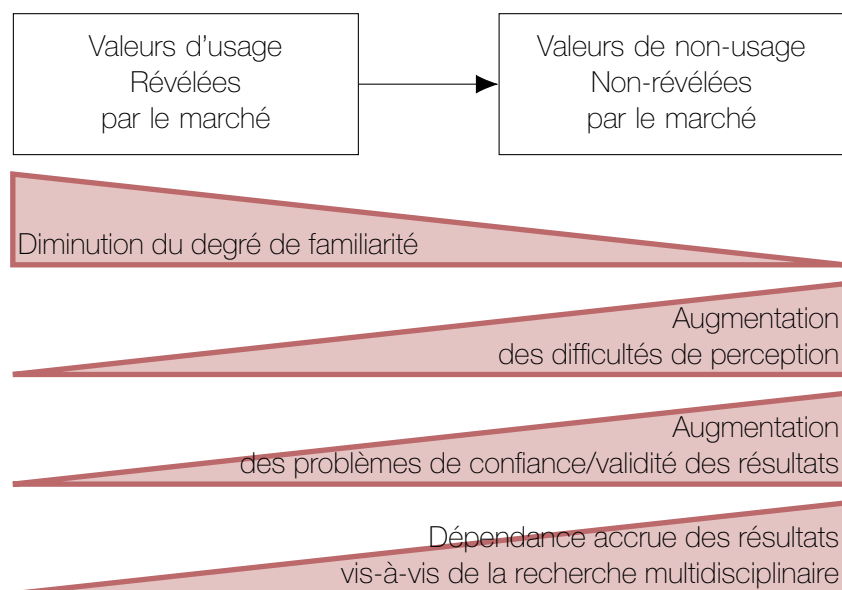 Valeurs d'usage
Révélées
par le marché
Valeurs de non-usage
Non-révélées
par le marché
Diminution du degré de familiarité
Augmentation
des difficultés de perception
Augmentation
des problèmes de confiance/validité des résultats
Dépendance accrue des résultats
vis-à-vis de la recherche multidisciplinaire